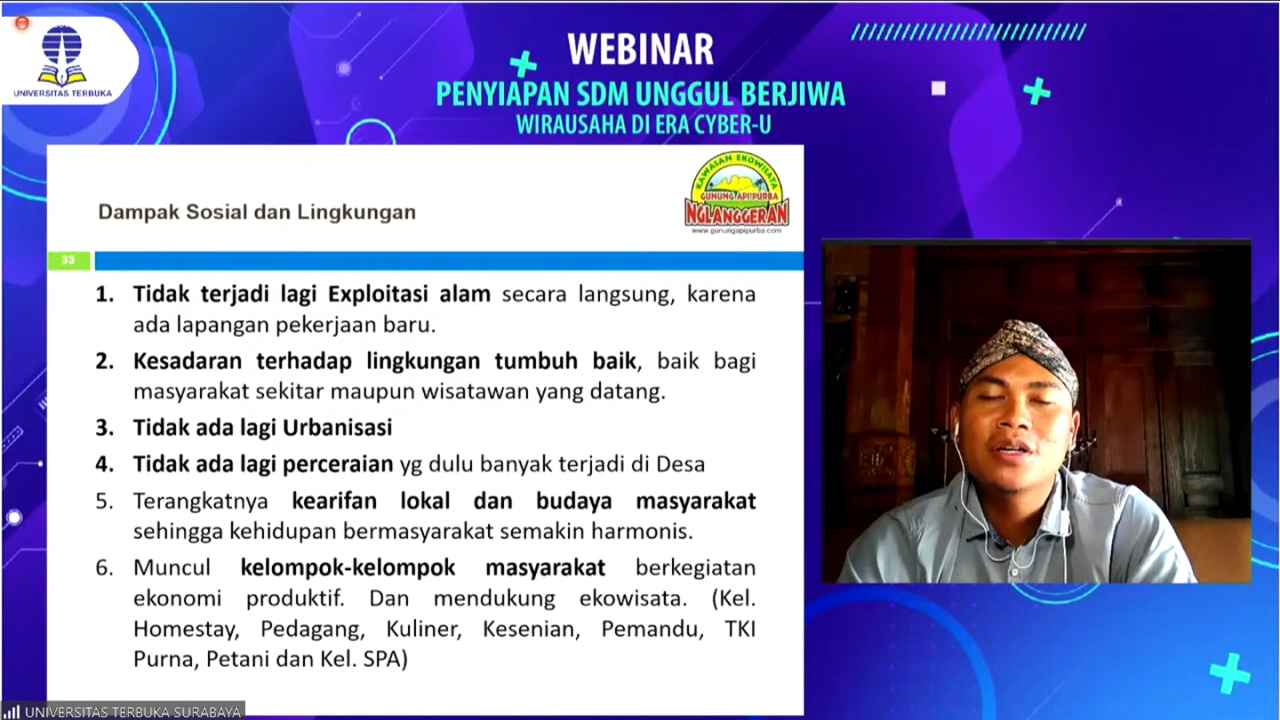 UNIVERSITAS TERBUKA
WEBINAR
PENYIAPAN SDM UNGGUL BERJIWA
WIRAUSAHA DI ERA CYBER-U
KAWASAN EKOWISATA
GUNUNG API PURBA
NGLANGGERAN
www.gunungapipurba.com
Dampak Sosial dan Lingkungan
33
1. Tidak terjadi lagi Exploitasi alam secara langsung, karena
ada lapangan pekerjaan baru.
2. Kesadaran terhadap lingkungan tumbuh baik, baik bagi
masyarakat sekitar maupun wisatawan yang datang.
3. Tidak ada lagi Urbanisasi
4. Tidak ada lagi perceraian yg dulu banyak terjadi di Desa
5. Terangkatnya kearifan lokal dan budaya masyarakat
sehingga kehidupan bermasyarakat semakin harmonis.
6. Muncul kelompok-kelompok masyarakat berkegiatan
ekonomi produktif. Dan mendukung ekowisata. (Kel.
Homestay, Pedagang, Kuliner, Kesenian, Pemandu, TKI
Purna, Petani dan Kel. SPA)
UNIVERSITAS TERBUKA SURABAYA